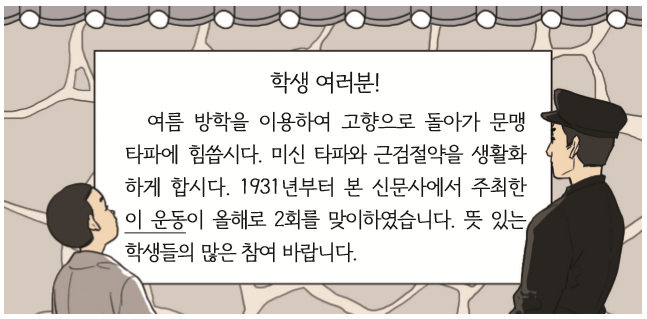 학생 여러분!
여름 방학을 이용하여 고향으로 돌아가 문맹
타파에 힘씁시다. 미신 타파와 근검절약을 생활화
하게 합시다. 1931년부터 본 신문사에서 주최한
이 운동이 올해로 2회를 맞이하였습니다. 뜻 있는
학생들의 많은 참여 바랍니다.